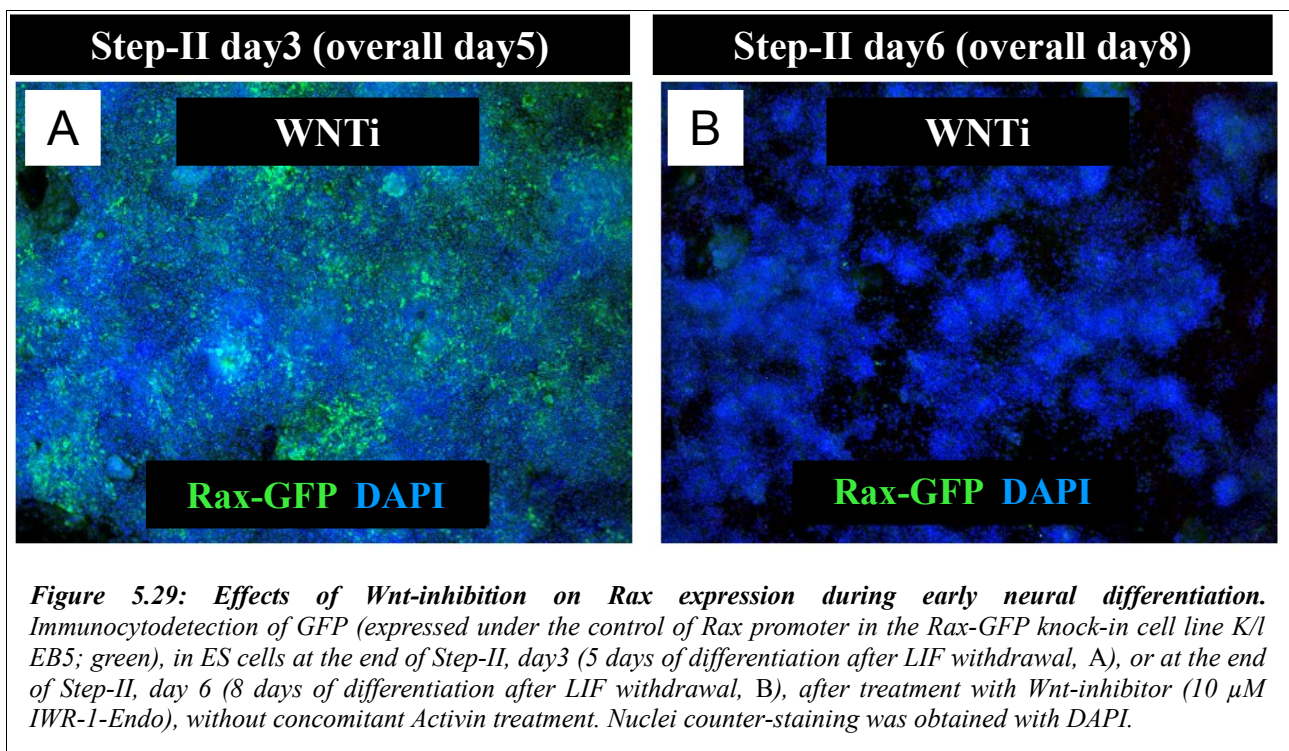 Step-II day3 (overall day5)
Step-II day6 (overall day8)
A
WNTi
B
WNTi
Rax-GFP DAPI
Rax-GFP DAPI
Figure 5.29: Effects of Wnt-inhibition on Rax expression during early neural differentiation.
Immunocytodetection of GFP (expressed under the control of Rax promoter in the Rax-GFP knock-in cell line K/l
EB5; green), in ES cells at the end of Step-II, day3 (5 days of differentiation after LIF withdrawal, A), or at the end
of Step-II, day 6 (8 days of differentiation after LIF withdrawal, B), after treatment with Wnt-inhibitor (10 µM
IWR-1-Endo), without concomitant Activin treatment. Nuclei counter-staining was obtained with DAPI.